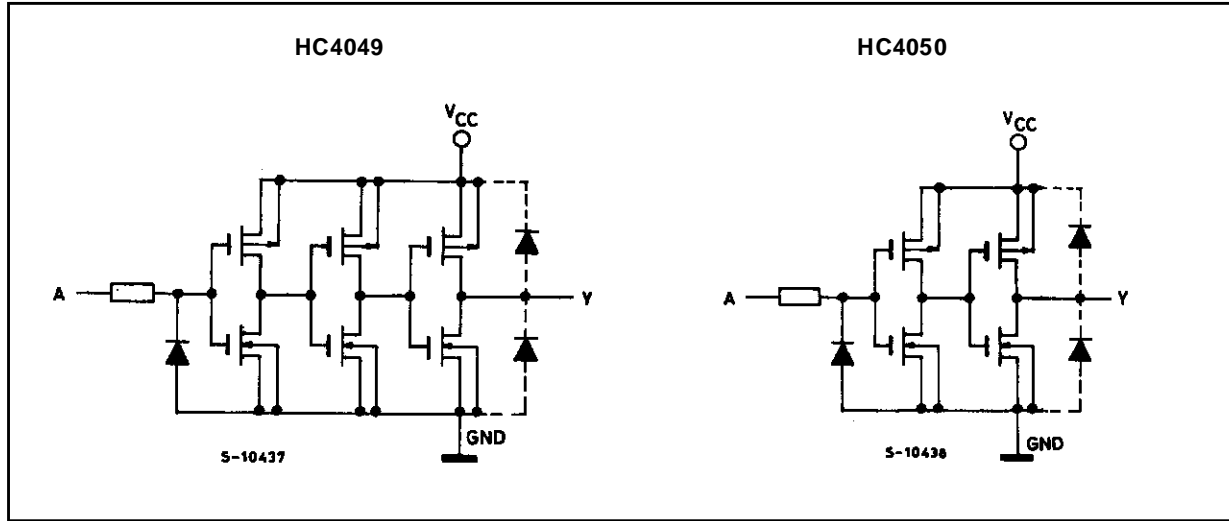 HC4049
VCC
A
Y
GND
S-10437
HC4050
VCC
A
Y
GND
S-10438